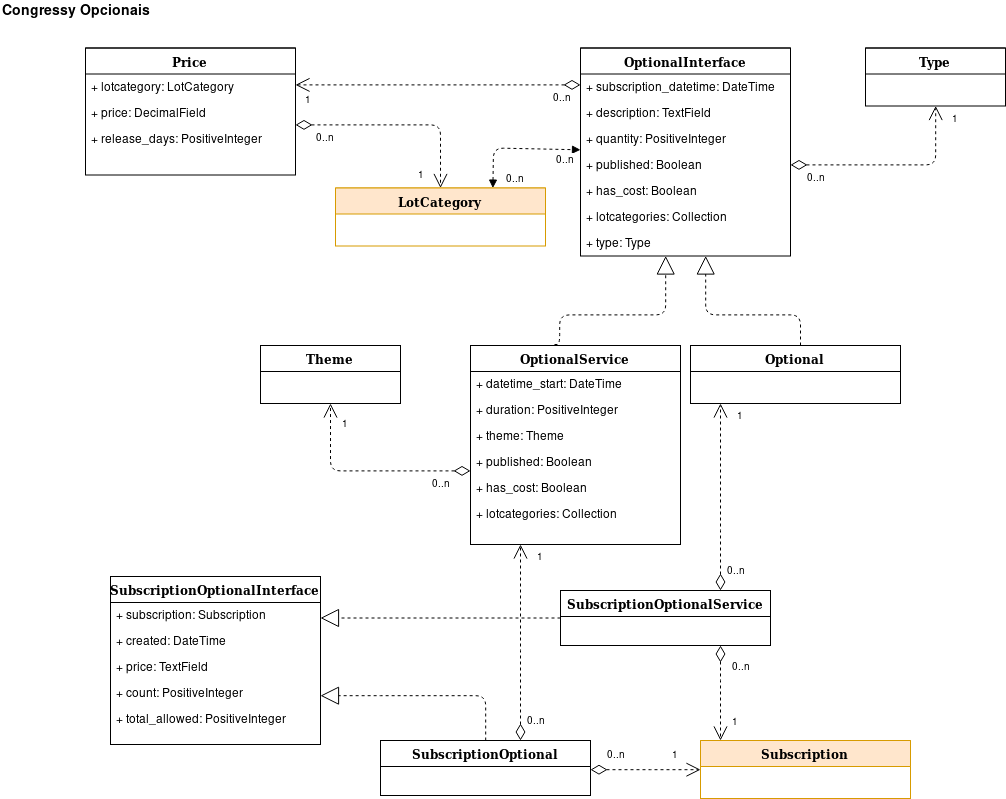 Congressy Opcionais
Price
+ lotcategory: LotCategory
+ price: DecimalField
+ release_days: PositiveInteger
1
0..n
0..n
1
LotCategory
0..n
0..n
OptionalInterface
+ subscription_datetime: DateTime
+ description: TextField
+ quantity: PositiveInteger
+ published: Boolean
+ has_cost: Boolean
+ lotcategories: Collection
+ type: Type
Type
1
0..n
Theme
1
0..n
OptionalService
+ datetime_start: DateTime
+ duration: PositiveInteger
+ theme: Theme
+ published: Boolean
+ has_cost: Boolean
+ lotcategories: Collection
1
Optional
1
0..n
SubscriptionOptionalInterface
+ subscription: Subscription
+ created: DateTime
+ price: TextField
+ count: PositiveInteger
+ total_allowed: PositiveInteger
SubscriptionOptionalService
0..n
1
0..n
SubscriptionOptional
0..n
1
Subscription